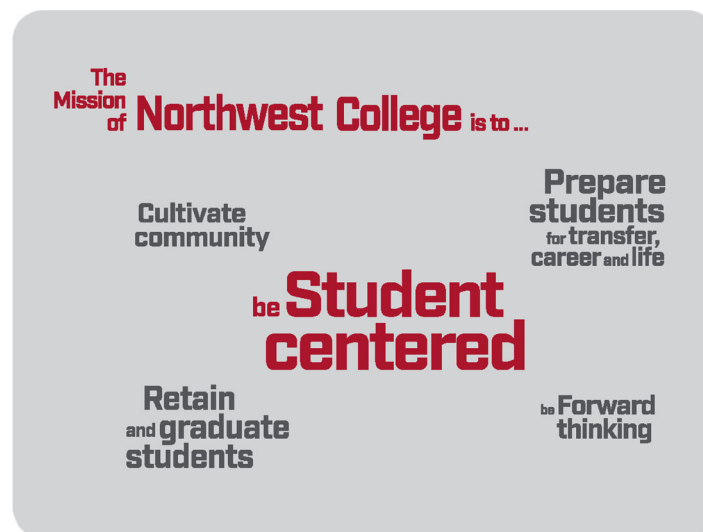 The
Mission
of Northwest College is to ...
Cultivate
community
Prepare
students
for transfer,
career and life
be Student
centered
Retain
and graduate
students
be Forward
thinking